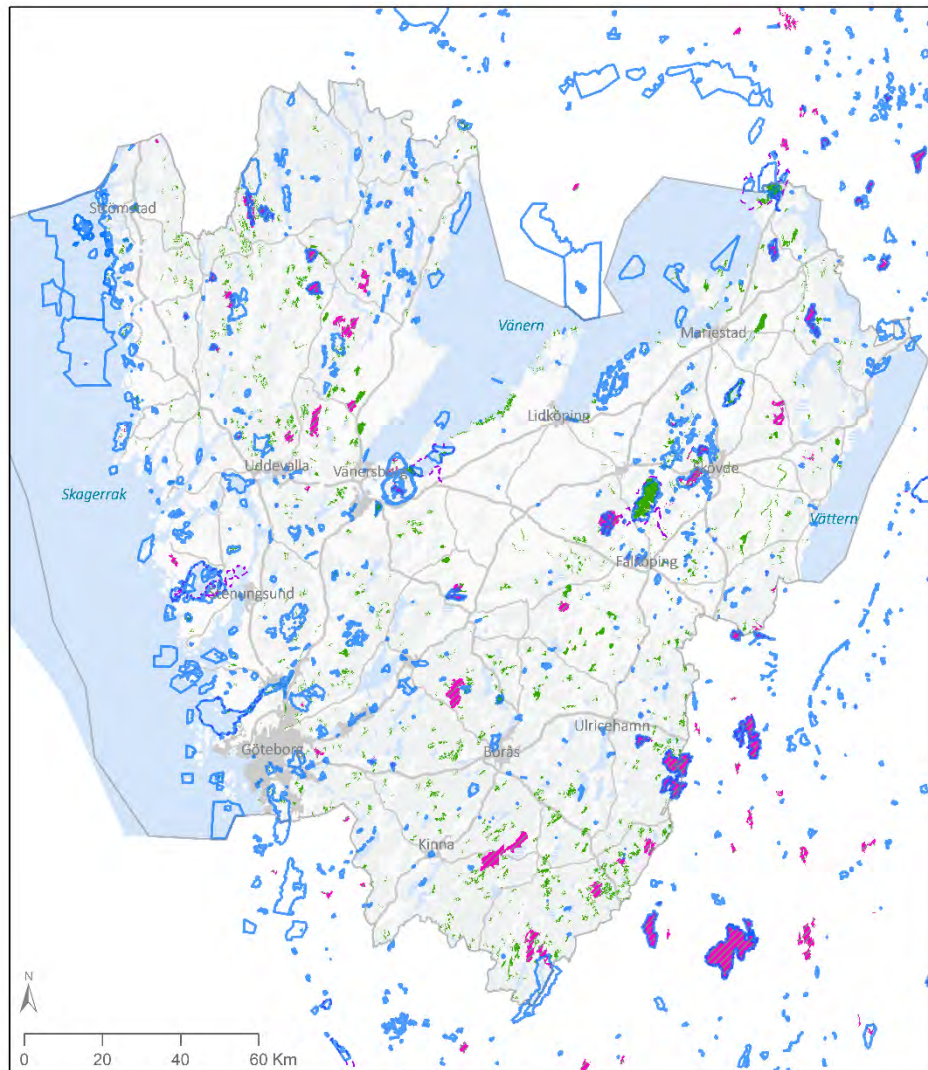 Strömstad
Vänern
Mariestad
Lidköping
Uddevalla
Vänersborg
Skövde
Skagerrak
Vättern
Falköping
Stenungsund
Ulricehamn
Göteborg
Borås
Kinna
N
0 20 40 60 Km